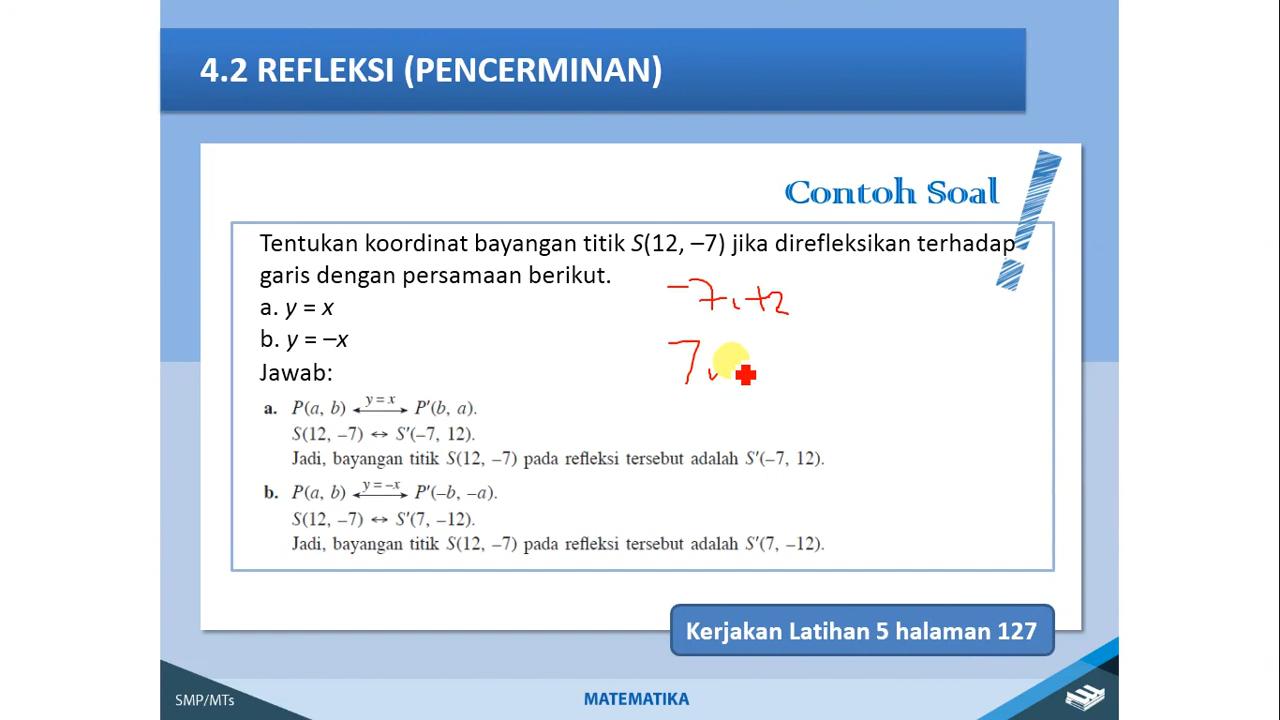 4.2 REFLEKSI (PENCERMINAN)
Contoh Soal
Tentukan koordinat bayangan titik S(12, –7) jika direfleksikan terhadap
garis dengan persamaan berikut.
a. y = x
b. y = –x
Jawab:
-7, +2
7,
a. P(a, b) ⟷ y = x P′(b, a).
S(12, –7) ↔ S′(–7, 12).
Jadi, bayangan titik S(12, –7) pada refleksi tersebut adalah S′(–7, 12).
b. P(a, b) ⟷ y = –x P′(–b, –a).
S(12, –7) ↔ S′(7, –12).
Jadi, bayangan titik S(12, –7) pada refleksi tersebut adalah S′(7, –12).
Kerjakan Latihan 5 halaman 127
SMP/MTs
MATEMATIKA